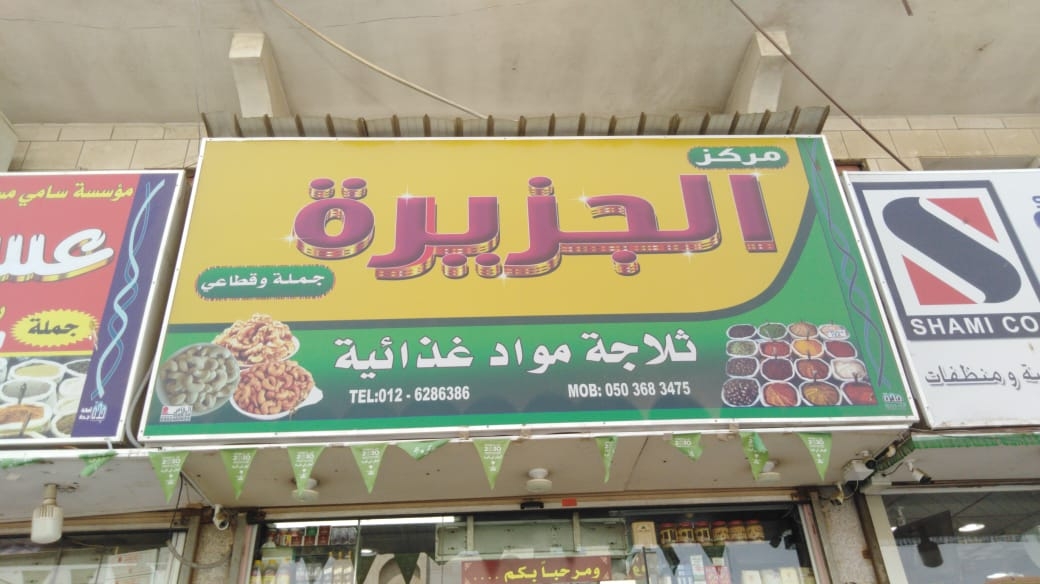 مركز
الجزيرة
جملة وقطاعي
ثلاجة مواد غذائية
TEL:012 - 6286386
MOB: 050 368 3475
مؤسسة سامي
جملة
SHAMI CO
ومنظفات
ومرحباً بكم ....